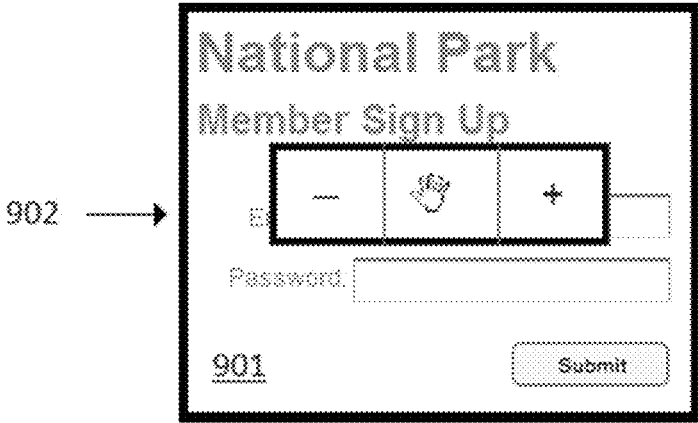 National Park
Member Sign Up
— +
902
Password:
901
Submit